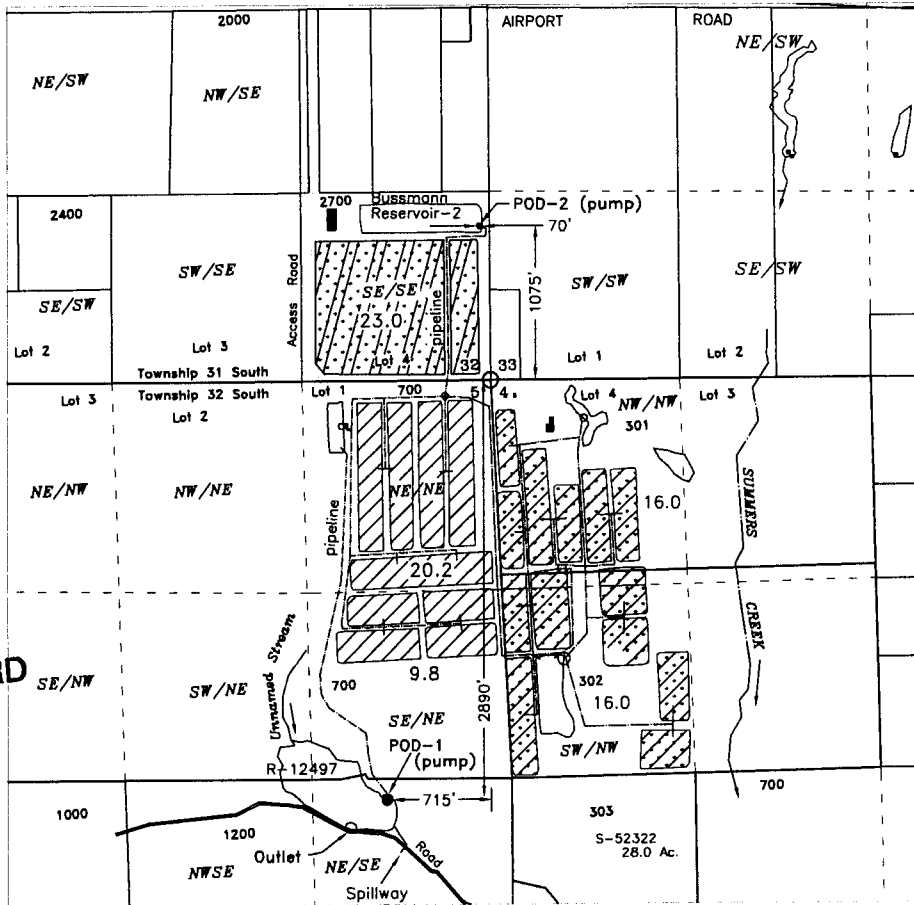 2000
AIRPORT ROAD
NE/SW
NE/SW
NW/SE
2700
Bussmann
Reservoir-2
POD-2 (pump)
70'
2400
SW/SE
Access Road
SE/SE
23.0
pipeline
1075'
SW/SW
SE/SW
SE/SW
Lot 2
Lot 3
Lot 4
32
33
Lot 1
Lot 2
Township 31 South
Township 32 South
Lot 3
Lot 2
Lot 1
700
5
4
Lot 4
NW/NW
Lot 3
301
NE/NW
NW/NE
NE/NE
16.0
SUMMERS
CREEK
pipeline
20.2
Unnamed Stream
RD
SE/NW
SW/NE
9.8
700
SE/NE
2890'
302
16.0
SW/NW
POD-1
(pump)
R-12497
715'
700
1000
1200
303
S-52322
28.0 Ac.
Outlet
NWSE
NE/SE
Road
Spillway